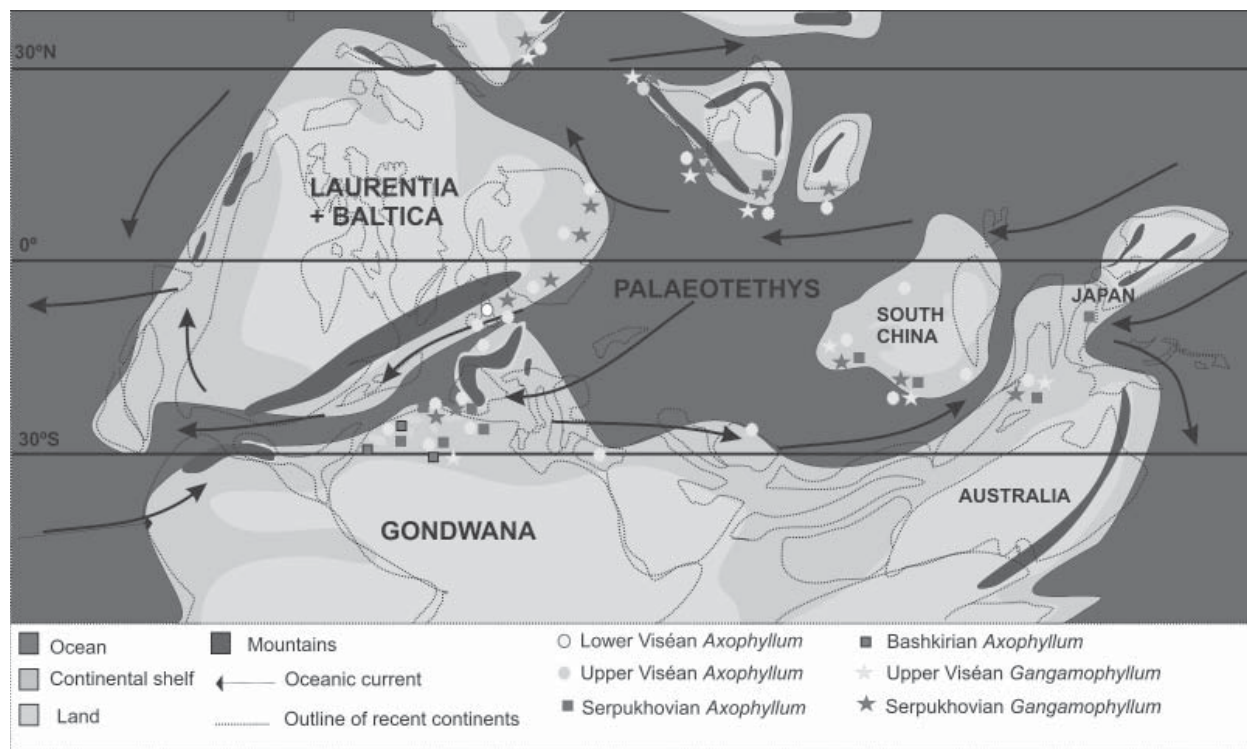 30ºN
LAURENTIA
+ BALTICA
0º
PALAEOTETHYS
JAPAN
SOUTH
CHINA
30ºS
GONDWANA
AUSTRALIA
Ocean
Continental shelf
Land
Mountains
Oceanic current
Outline of recent continents
Lower Viséan Axophyllum
Upper Viséan Axophyllum
Serpukhovian Axophyllum
Bashkirian Axophyllum
Upper Viséan Gangamophyllum
Serpukhovian Gangamophyllum